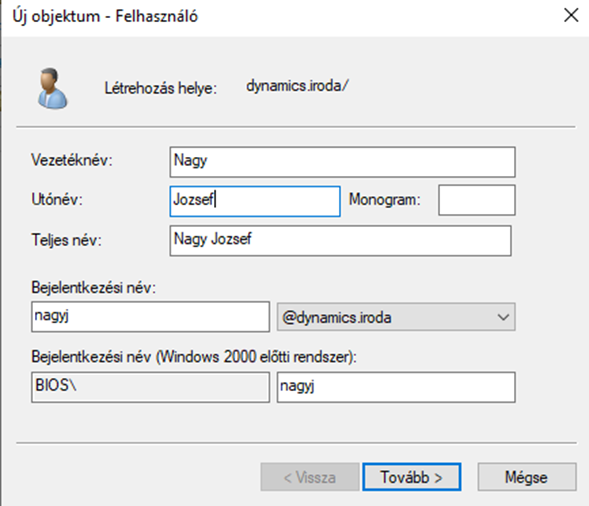 Új objektum - Felhasználó
Létrehozás helye: dynamics.iroda/
Vezetéknév: Nagy
Utónév: Jozsef Monogram:
Teljes név: Nagy Jozsef
Bejelentkezési név:
nagyj @dynamics.iroda
Bejelentkezési név (Windows 2000 előtti rendszer):
BIOS\ nagyj
< Vissza Tovább > Mégse